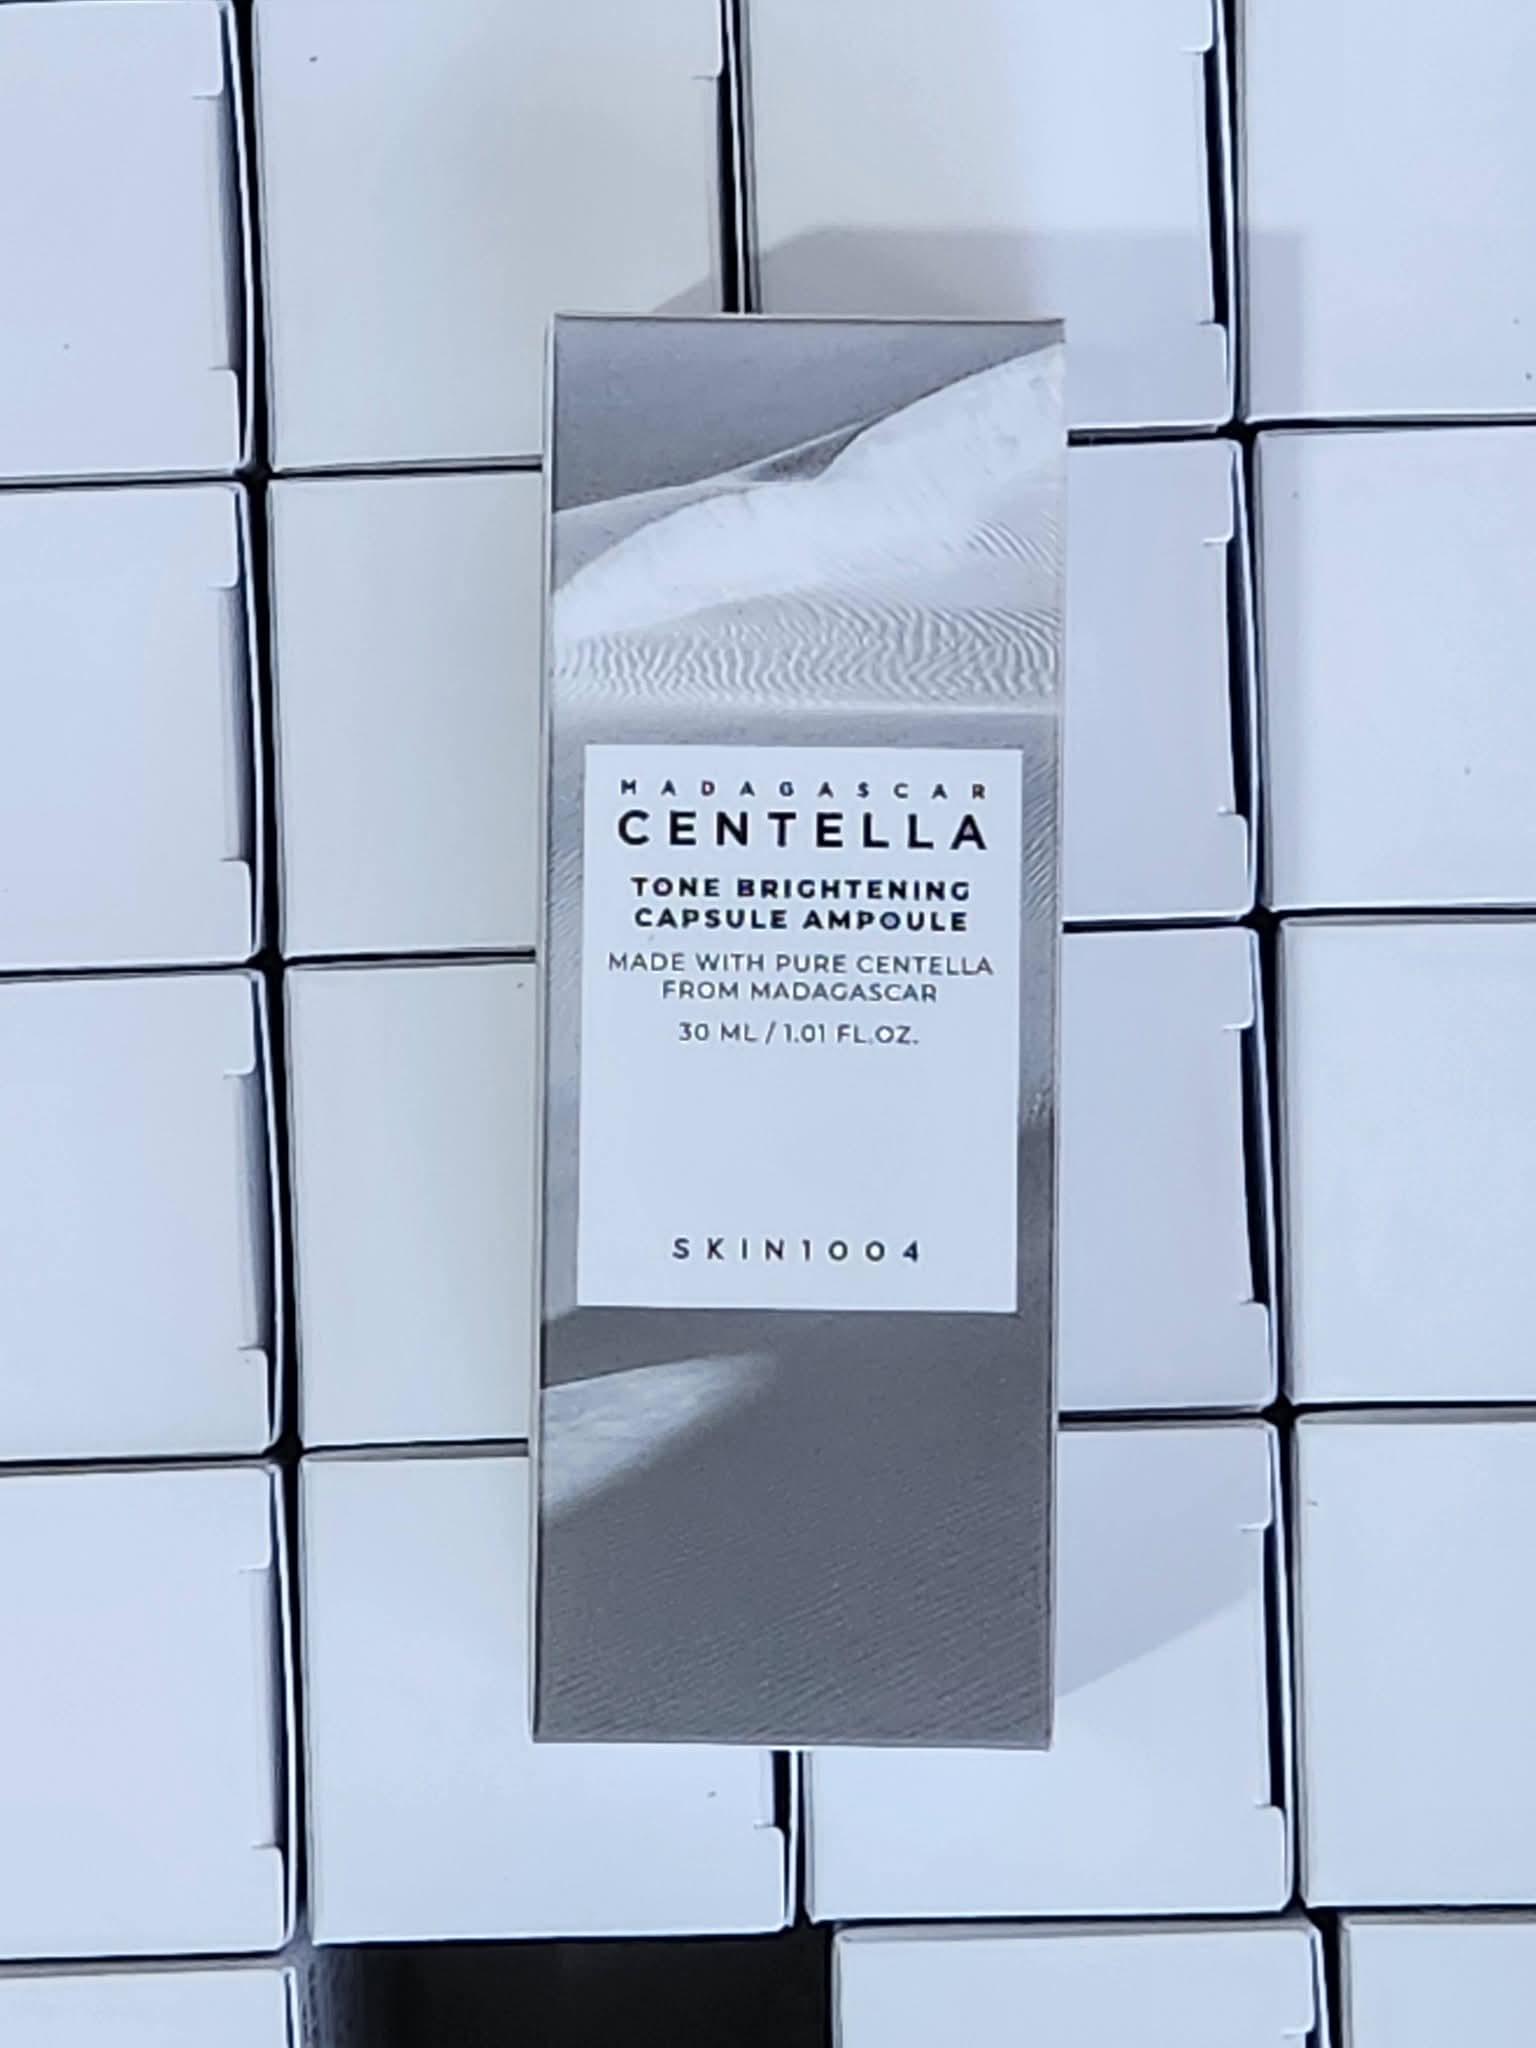 MADAGASCAR
CENTELLA
TONE BRIGHTENING
CAPSULE AMPOULE
MADE WITH PURE CENTELLA
FROM MADAGASCAR
30 ML / 1.01 FL.OZ.
SKIN1004